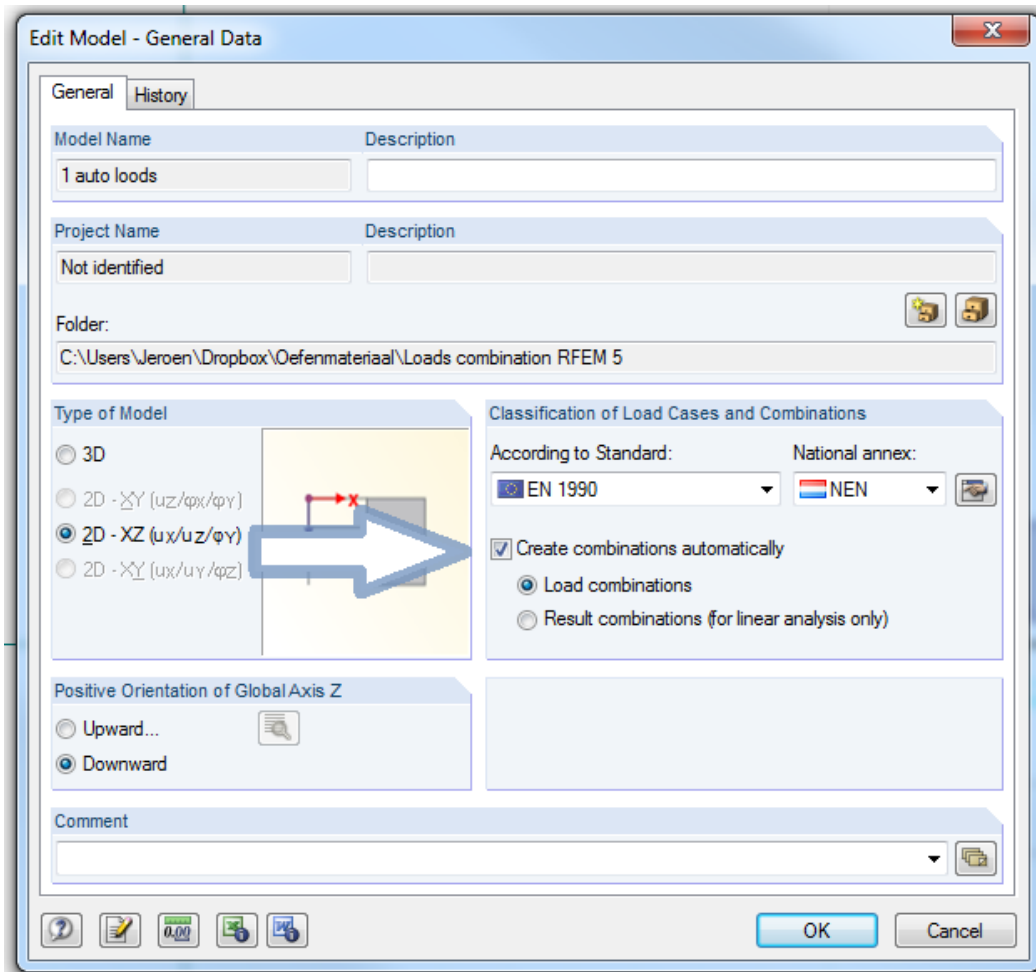 Edit Model - General Data
General History
Model Name Description
1 auto loods
Project Name Description
Not identified
Folder:
C:\Users\Jeroen\Dropbox\Oefenmateriaal\Loads combination RFEM 5
Type of Model
3D
2D - XY (uZ/φX/φY)
2D - XZ (uX/uZ/φY)
2D - XY (uX/uY/φZ)
X
Classification of Load Cases and Combinations
According to Standard: National annex:
EN 1990 NEN
Create combinations automatically
Load combinations
Result combinations (for linear analysis only)
Positive Orientation of Global Axis Z
Upward...
Downward
Comment
0.00
OK Cancel